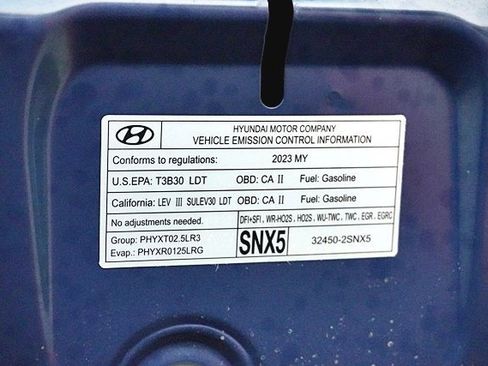 HYUNDAI MOTOR COMPANY
VEHICLE EMISSION CONTROL INFORMATION
Conforms to regulations: 2023 MY
U.S.EPA: T3B30 LDT OBD: CA II Fuel: Gasoline
California: LEV III SULEV30 LDT OBD: CA II Fuel: Gasoline
No adjustments needed. DFI+SFI, WR-HO2S, HO2S, WU-TWC, TWC, EGR, EGRC
Group: PHYXT02.5LR3
Evap.: PHYXR0125LRG
SNX5 32450-2SNX5